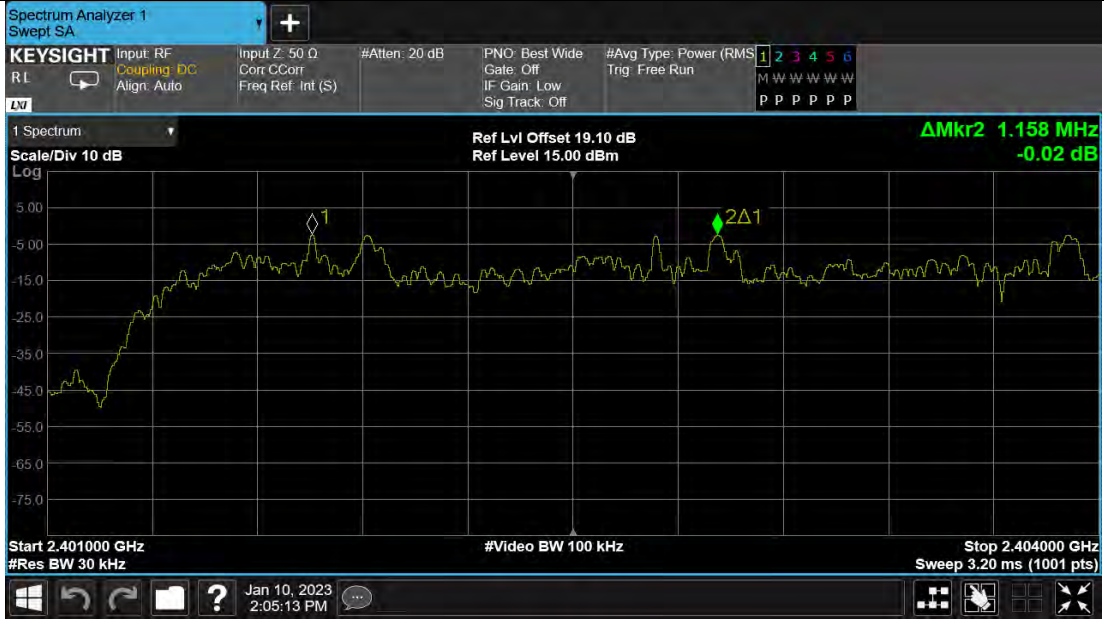 Spectrum Analyzer 1
Swept SA
KEYSIGHT
R L
LXI
Input: RF
Coupling: DC
Align: Auto
Input Z: 50 Ω
Corr CCorr
Freq Ref: Int (S)
#Atten: 20 dB
PNO: Best Wide
Gate: Off
IF Gain: Low
Sig Track: Off
#Avg Type: Power (RMS
Trig: Free Run
1 2 3 4 5 6
M W W W W W
P P P P P P
1 Spectrum
Scale/Div 10 dB
Ref Lvl Offset 19.10 dB
Ref Level 15.00 dBm
ΔMkr2 1.158 MHz
-0.02 dB
Log
5.00
-5.00
-15.0
-25.0
-35.0
-45.0
-55.0
-65.0
-75.0
1
2Δ1
Start 2.401000 GHz
#Res BW 30 kHz
#Video BW 100 kHz
Stop 2.404000 GHz
Sweep 3.20 ms (1001 pts)
?
Jan 10, 2023
2:05:13 PM